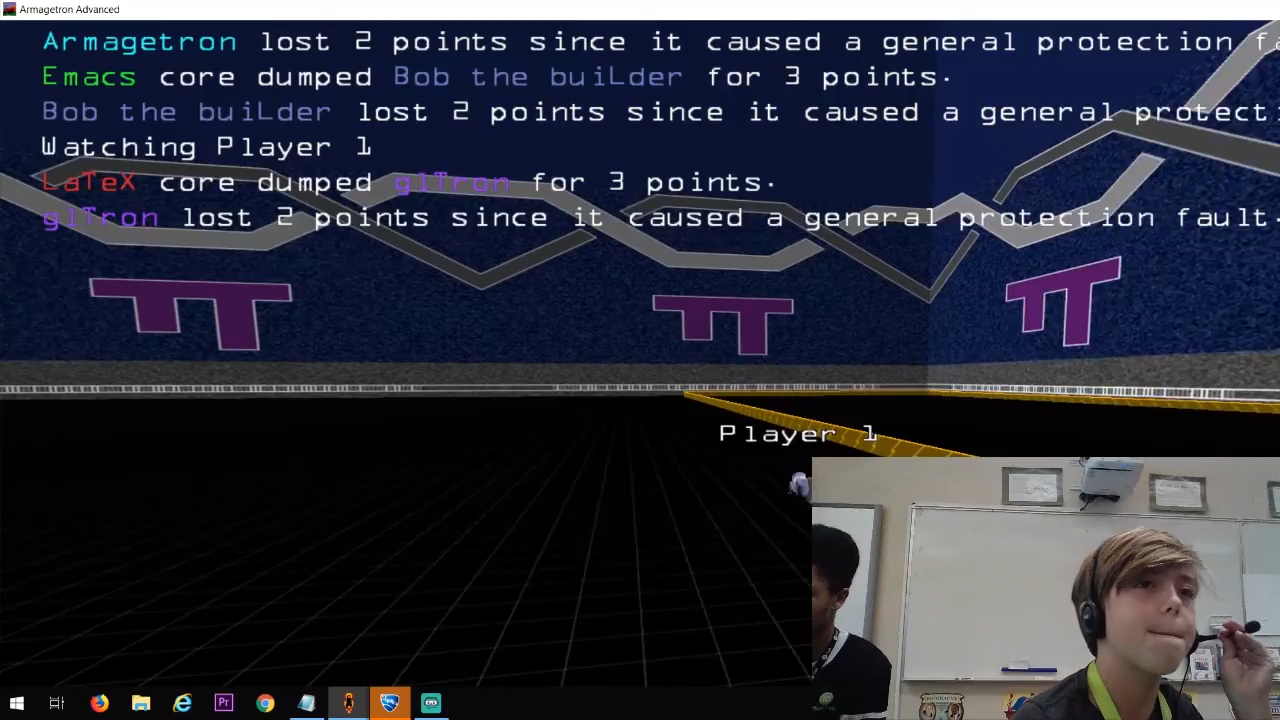 Armagetron Advanced
Armagetron lost 2 points since it caused a general protection fa
Emacs core dumped Bob the buiLder for 3 points.
Bob the buiLder lost 2 points since it caused a general protect
Watching Player 1
LaTeX core dumped glTron for 3 points.
glTron lost 2 points since it caused a general protection fault
Player 1
Pr